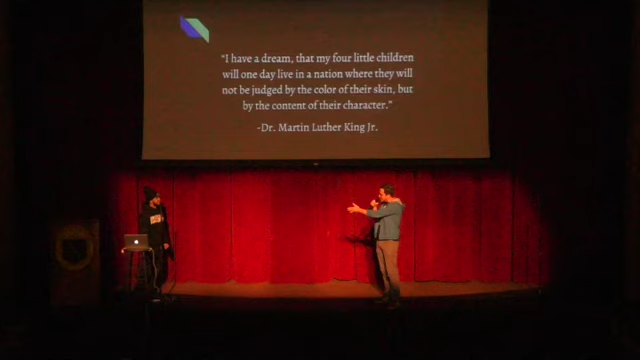 "I have a dream, that my four little children
will one day live in a nation where they will
not be judged by the color of their skin, but
by the content of their character."
-Dr. Martin Luther King Jr.